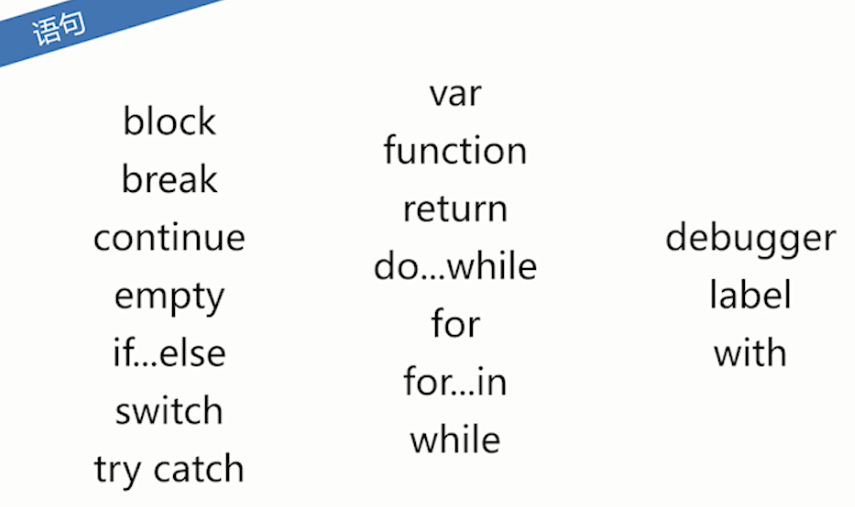 语句
block
break
continue
empty
if...else
switch
try catch
var
function
return
do...while
for
for...in
while
debugger
label
with